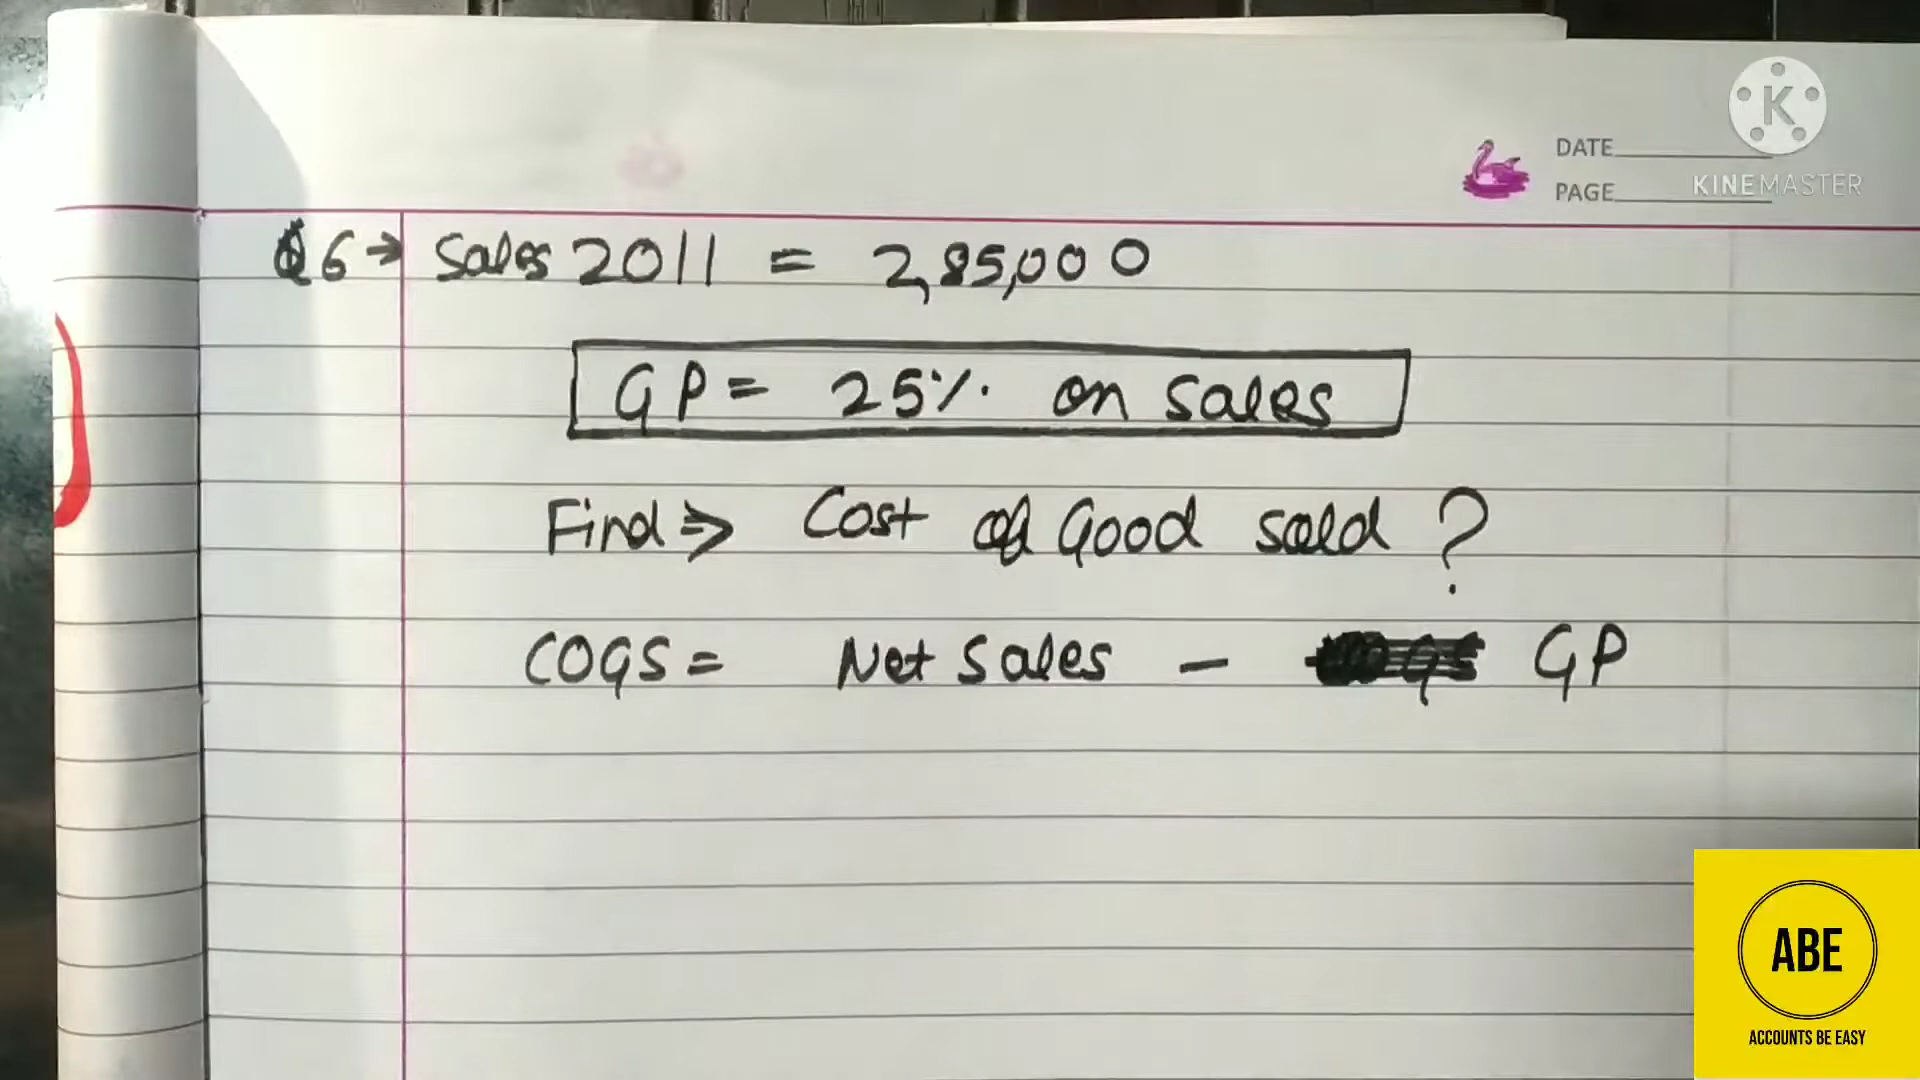 DATE
PAGE
KINEMASTER
K
Q6→ Sales 2011 = 2,85,000
GP = 25% on sales
Find ⇒ Cost of Good sold ?
COGS = Net Sales - GP
ABE
ACCOUNTS BE EASY